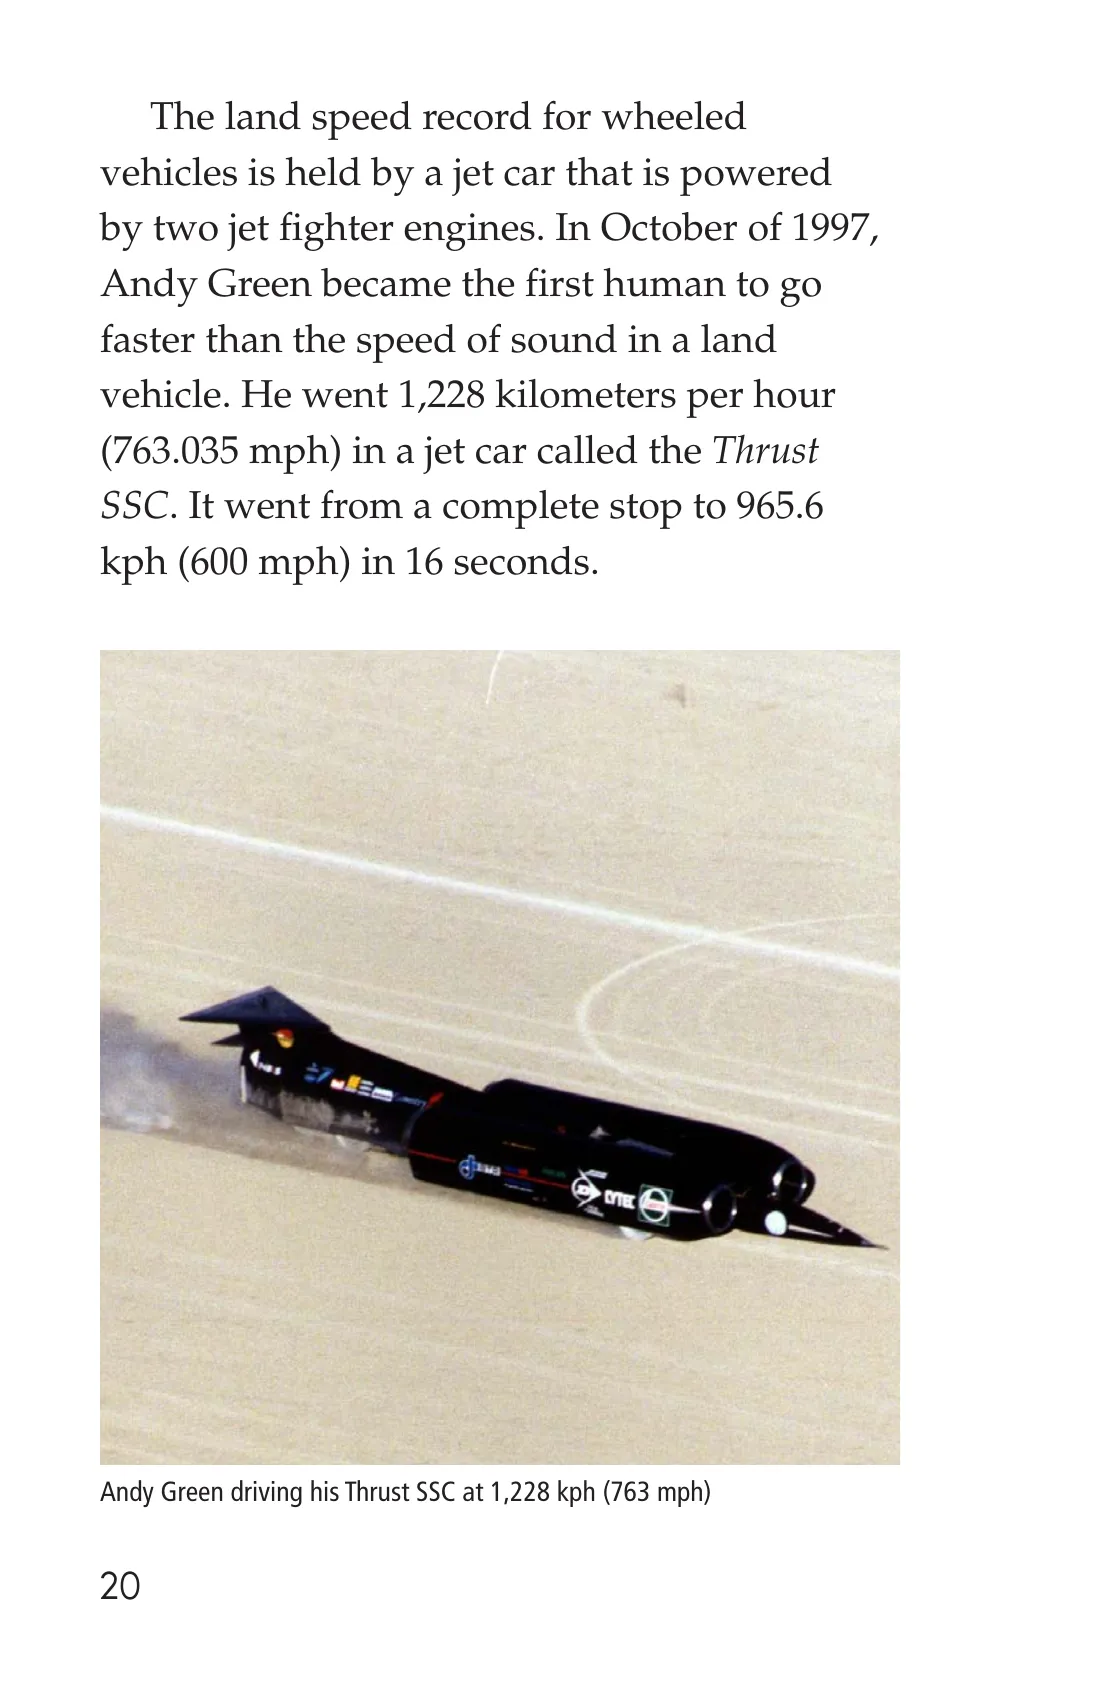 The land speed record for wheeled
vehicles is held by a jet car that is powered
by two jet fighter engines. In October of 1997,
Andy Green became the first human to go
faster than the speed of sound in a land
vehicle. He went 1,228 kilometers per hour
(763.035 mph) in a jet car called the Thrust
SSC. It went from a complete stop to 965.6
kph (600 mph) in 16 seconds.
Andy Green driving his Thrust SSC at 1,228 kph (763 mph)
20